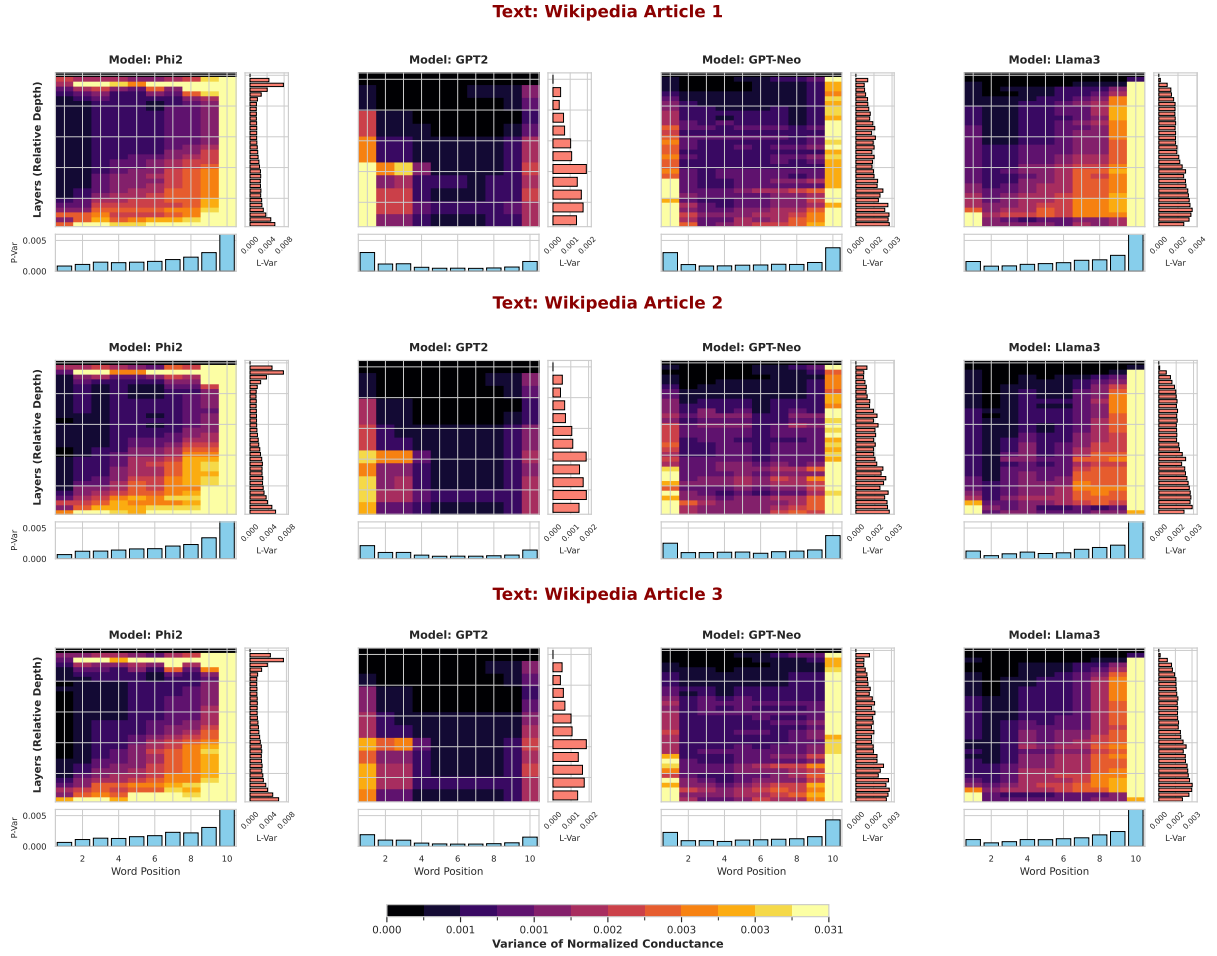 Text: Wikipedia Article 1
Model: Phi2
Model: GPT2
Model: GPT-Neo
Model: Llama3
Layers (Relative Depth)
P-Var
0.005
0.000
0.000
0.004
0.008
L-Var
0.000
0.001
0.002
L-Var
0.000
0.002
0.003
L-Var
0.000
0.002
0.004
L-Var
Text: Wikipedia Article 2
Model: Phi2
Model: GPT2
Model: GPT-Neo
Model: Llama3
Layers (Relative Depth)
P-Var
0.005
0.000
0.000
0.004
0.008
L-Var
0.000
0.001
0.002
L-Var
0.000
0.002
0.003
L-Var
0.000
0.002
0.003
L-Var
Text: Wikipedia Article 3
Model: Phi2
Model: GPT2
Model: GPT-Neo
Model: Llama3
Layers (Relative Depth)
P-Var
0.005
0.000
0.000
0.004
0.008
L-Var
0.000
0.001
0.002
L-Var
0.000
0.002
0.003
L-Var
0.000
0.002
0.003
L-Var
2 4 6 8 10
2 4 6 8 10
2 4 6 8 10
2 4 6 8 10
Word Position
Word Position
Word Position
Word Position
0.000 0.001 0.001 0.002 0.003 0.003 0.031
Variance of Normalized Conductance